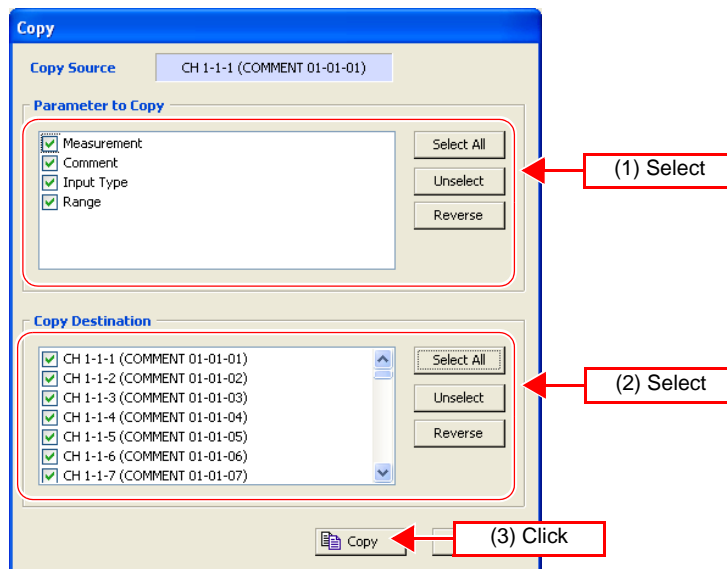 Copy
Copy Source CH 1-1-1 (COMMENT 01-01-01)
Parameter to Copy
Measurement
Comment
Input Type
Range
Select All
Unselect
Reverse
(1) Select
Copy Destination
CH 1-1-1 (COMMENT 01-01-01)
CH 1-1-2 (COMMENT 01-01-02)
CH 1-1-3 (COMMENT 01-01-03)
CH 1-1-4 (COMMENT 01-01-04)
CH 1-1-5 (COMMENT 01-01-05)
CH 1-1-6 (COMMENT 01-01-06)
CH 1-1-7 (COMMENT 01-01-07)
Select All
Unselect
Reverse
(2) Select
Copy
(3) Click